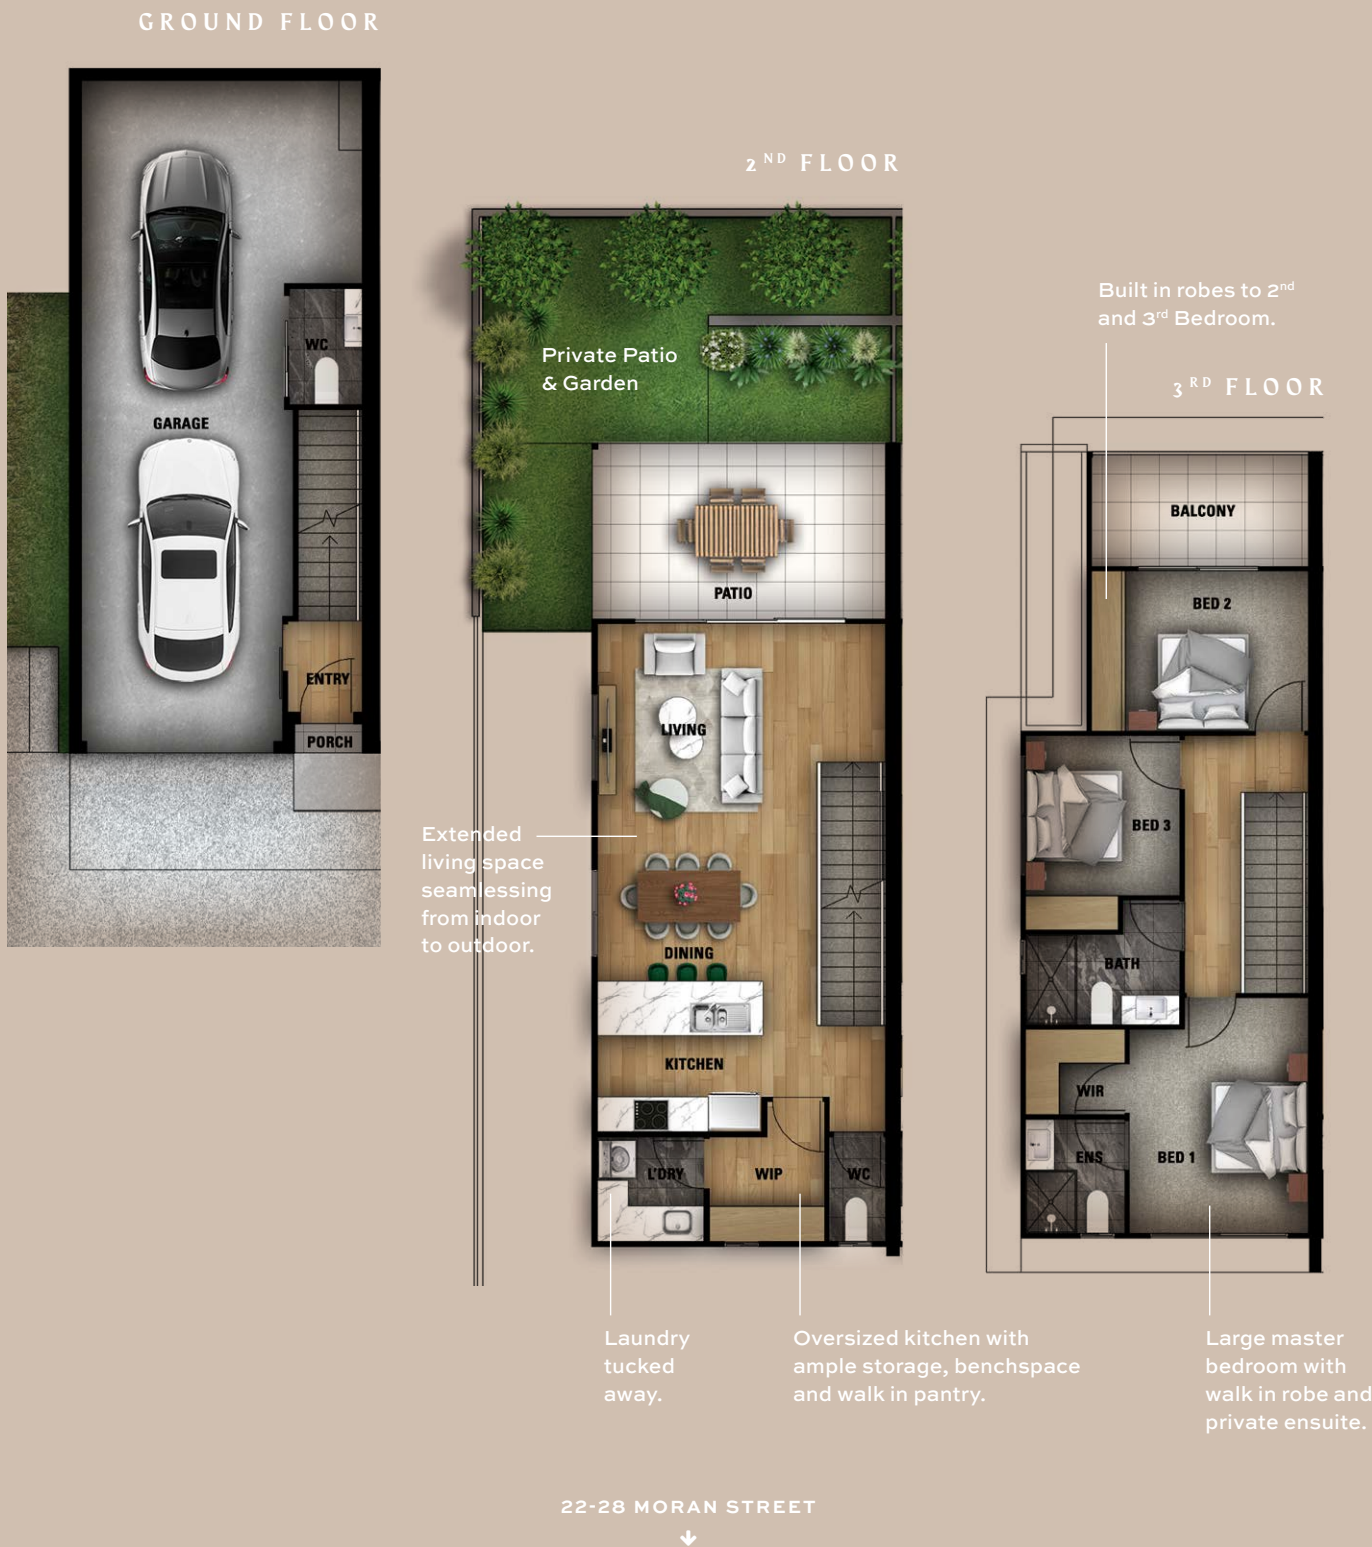 GROUND FLOOR
WC
GARAGE
ENTRY
PORCH
2ND FLOOR
Private Patio
& Garden
PATIO
LIVING
Extended
living space
seamlessing
from indoor
to outdoor.
DINING
KITCHEN
L'DRY
WIP
WC
Laundry
tucked
away.
Oversized kitchen with
ample storage, benchspace
and walk in pantry.
Built in robes to 2nd
and 3rd Bedroom.
3RD FLOOR
BALCONY
BED 2
BED 3
BATH
WIR
ENS
BED 1
Large master
bedroom with
walk in robe and
private ensuite.
22-28 MORAN STREET